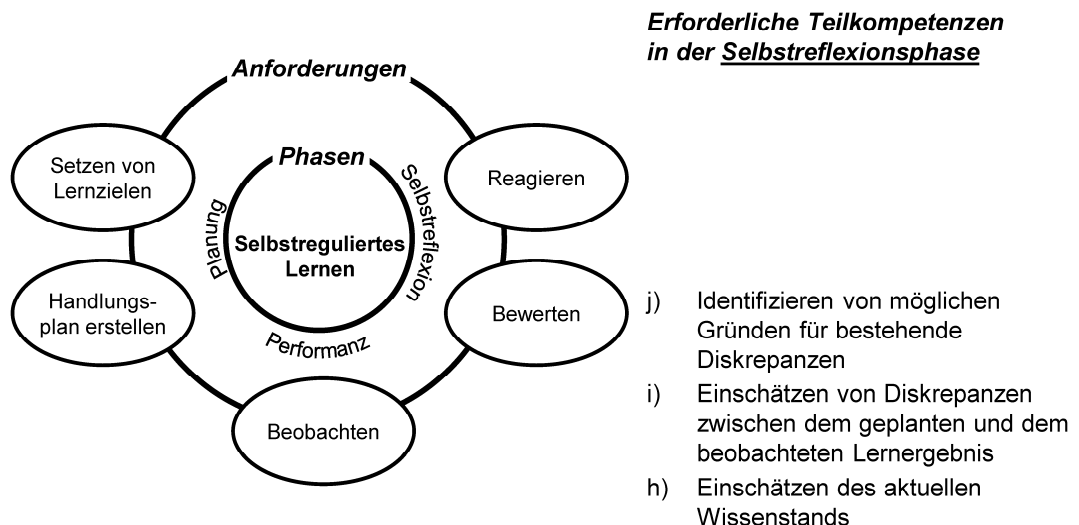 Erforderliche Teilkompetenzen
in der Selbstreflexionsphase
Anforderungen
Phasen
Setzen von
Lernzielen
Reagieren
Planung
Selbstreflexion
Selbstreguliertes
Lernen
Handlungs-
plan erstellen
Bewerten
Performanz
Beobachten
j) Identifizieren von möglichen
Gründen für bestehende
Diskrepanzen
i) Einschätzen von Diskrepanzen
zwischen dem geplanten und dem
beobachteten Lernergebnis
h) Einschätzen des aktuellen
Wissenstands